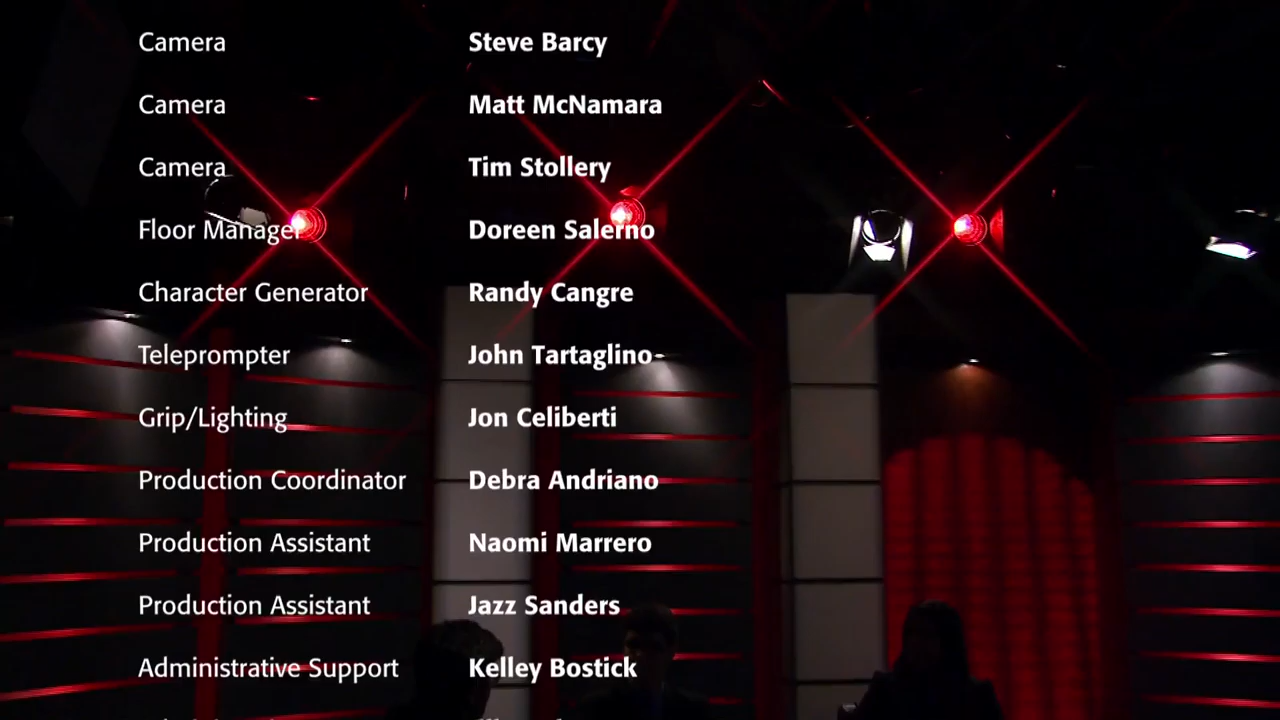 Camera Steve Barcy
Camera Matt McNamara
Camera Tim Stollery
Floor Manager Doreen Salerno
Character Generator Randy Cangre
Teleprompter John Tartaglino
Grip/Lighting Jon Celiberti
Production Coordinator Debra Andriano
Production Assistant Naomi Marrero
Production Assistant Jazz Sanders
Administrative Support Kelley Bostick